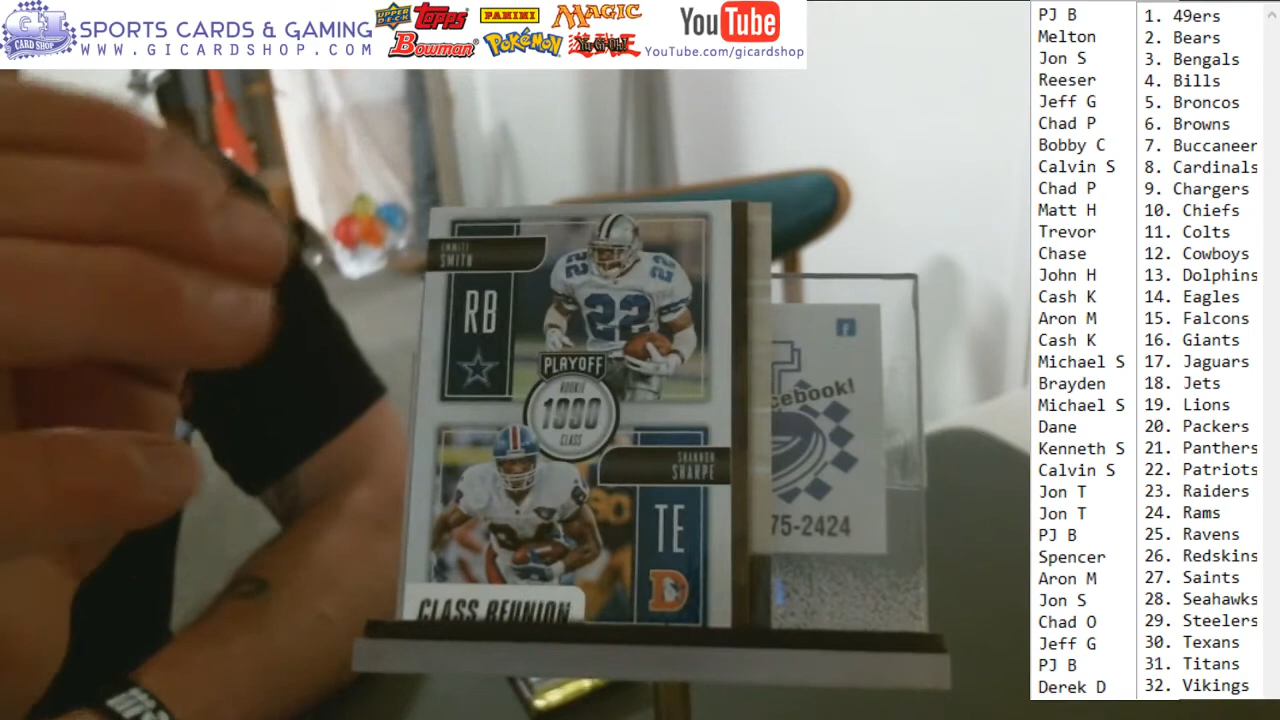 GI
CARD SHOP
SPORTS CARDS & GAMING
WWW.GICARDSHOP.COM
UPPER DECK
Topps
Bowman
PANINI
Pokémon
MAGIC
Yu-Gi-Oh!
YouTube
YouTube.com/gicardshop
EMMITT
SMITH
22
22
22
RB
PLAYOFF
ROOKIE
1990
CLASS
SHANNON
SHARPE
TE
D
CLASS REUNION
cebook!
75-2424
PJ B 1. 49ers
Melton 2. Bears
Jon S 3. Bengals
Reeser 4. Bills
Jeff G 5. Broncos
Chad P 6. Browns
Bobby C 7. Buccaneer
Calvin S 8. Cardinals
Chad P 9. Chargers
Matt H 10. Chiefs
Trevor 11. Colts
Chase 12. Cowboys
John H 13. Dolphins
Cash K 14. Eagles
Aron M 15. Falcons
Cash K 16. Giants
Michael S 17. Jaguars
Brayden 18. Jets
Michael S 19. Lions
Dane 20. Packers
Kenneth S 21. Panthers
Calvin S 22. Patriots
Jon T 23. Raiders
Jon T 24. Rams
PJ B 25. Ravens
Spencer 26. Redskins
Aron M 27. Saints
Jon S 28. Seahawks
Chad O 29. Steelers
Jeff G 30. Texans
PJ B 31. Titans
Derek D 32. Vikings